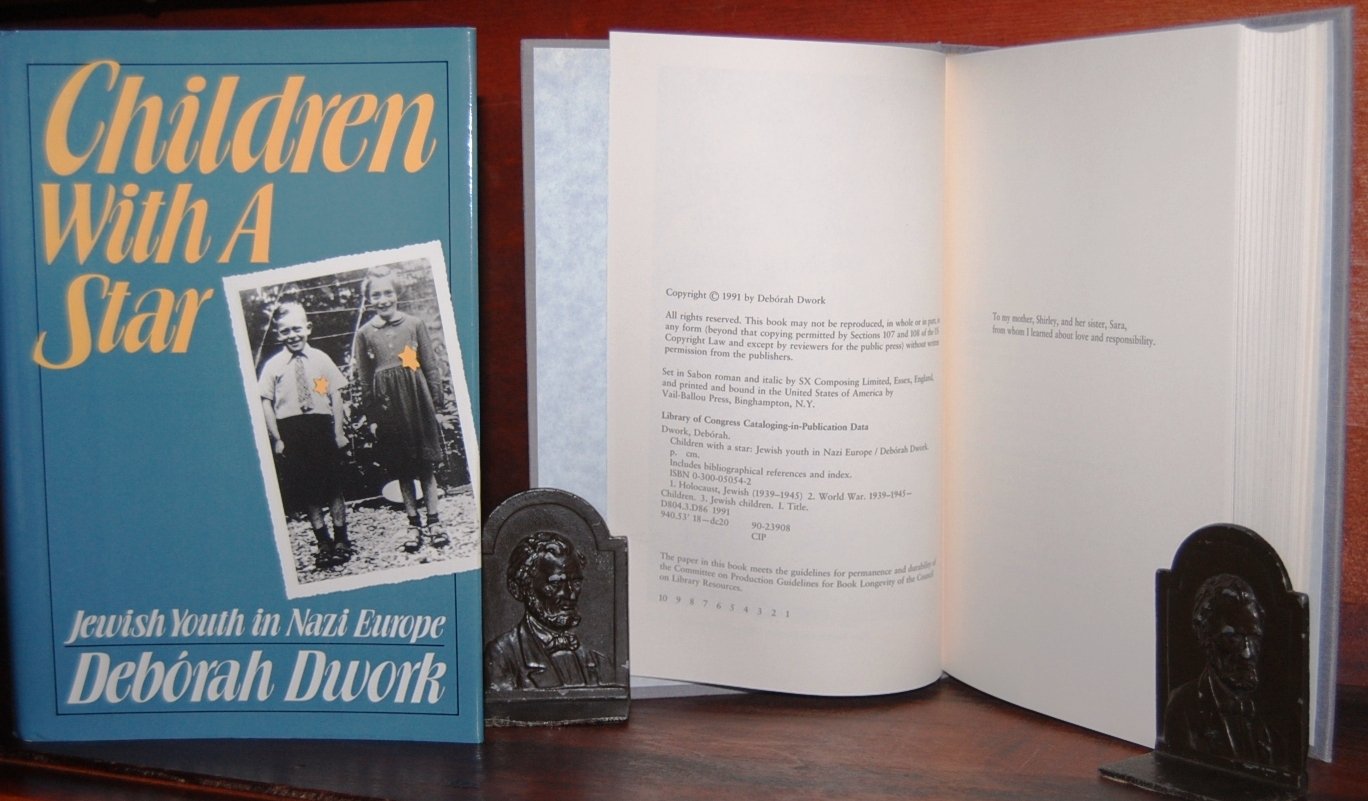 Children
With A
Star
Jewish Youth in Nazi Europe
Debórah Dwork
Copyright © 1991 by Debórah Dwork
All rights reserved. This book may not be reproduced, in whole or in part, in
any form (beyond that copying permitted by Sections 107 and 108 of the US
Copyright Law and except by reviewers for the public press) without written
permission from the publishers.
Set in Sabon roman and italic by SX Composing Limited, Essex, England,
and printed and bound in the United States of America by
Vail-Ballou Press, Binghampton, N.Y.
Library of Congress Cataloging-in-Publication Data
Dwork, Debórah.
Children with a star: Jewish youth in Nazi Europe / Debórah Dwork
p. cm.
Includes bibliographical references and index.
ISBN 0-300-05054-2
1. Holocaust, Jewish (1939–1945) 2. World War. 1939–1945–
Children. 3. Jewish children. I. Title.
D804.3.D86 1991
940.53' 18—dc20 90-23908
CIP
The paper in this book meets the guidelines for permanence and durability of
the Committee on Production Guidelines for Book Longevity of the Council
on Library Resources.
10 9 8 7 6 5 4 3 2 1
To my mother, Shirley, and her sister, Sara,
from whom I learned about love and responsibility.